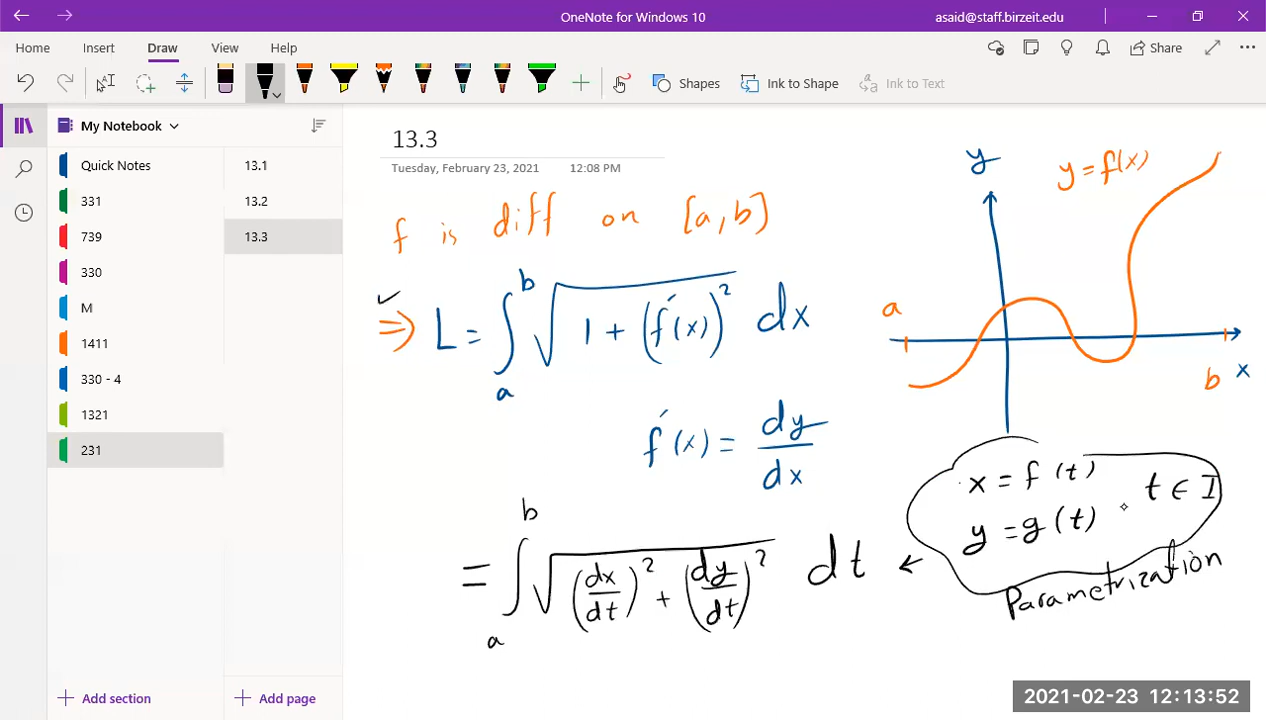 OneNote for Windows 10
asaid@staff.birzeit.edu
Home Insert Draw View Help
Share
Shapes
Ink to Shape
Ink to Text
My Notebook
Quick Notes
331
739
330
M
1411
330 - 4
1321
231
13.1
13.2
13.3
Add section
Add page
13.3
Tuesday, February 23, 2021 12:08 PM
f is diff on [a,b]
✓
⇒ L = ∫_a^b √(1 + (f′(x))²) dx
f′(x) = dy/dx
= ∫_a^b √((dx/dt)² + (dy/dt)²) dt ←
y
y = f(x)
a
b
x
x = f(t)
y = g(t)
t ∈ I
Parametrization
2021-02-23 12:13:52